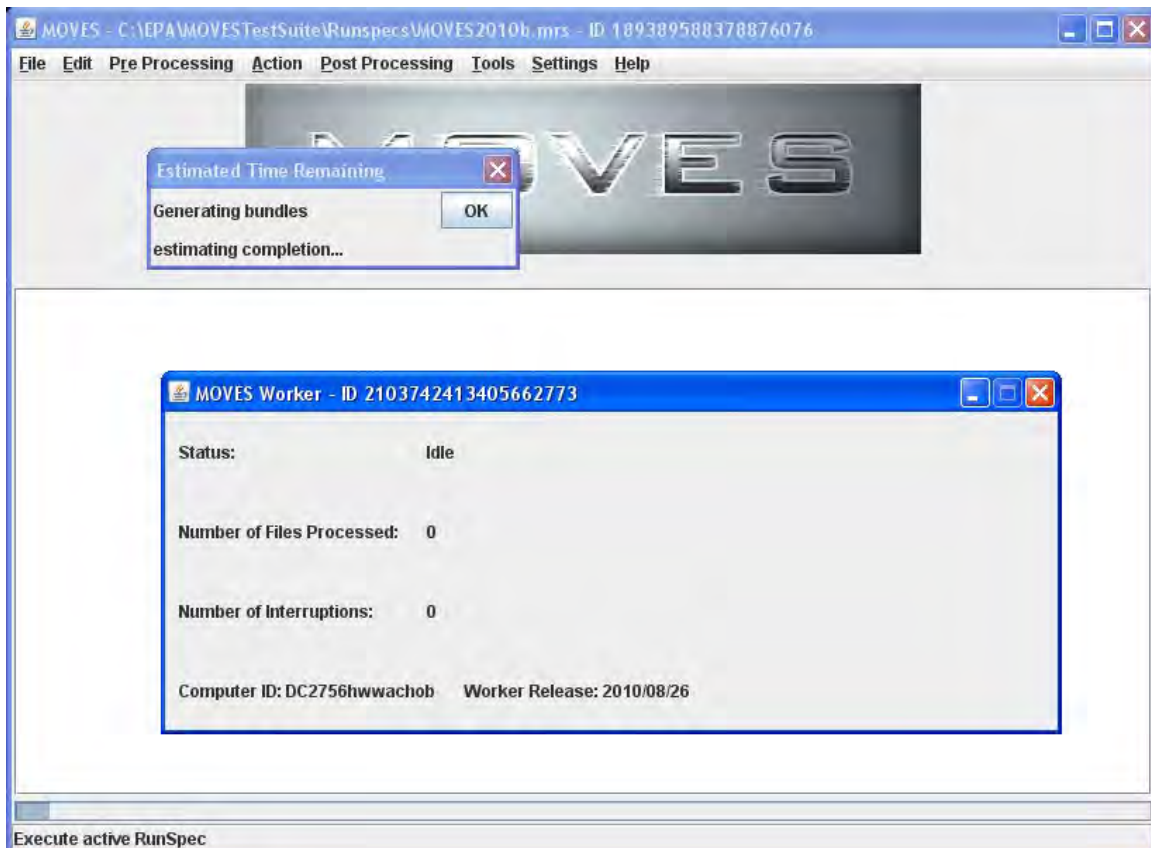 MOVES - C:\EPA\MOVESTestSuite\Runspecs\MOVES2010b.mrs - ID 189389588378876076
File Edit Pre Processing Action Post Processing Tools Settings Help
MOVES
Estimated Time Remaining
Generating bundles OK
estimating completion...
MOVES Worker - ID 2103742413405662773
Status: Idle
Number of Files Processed: 0
Number of Interruptions: 0
Computer ID: DC2756hwwachob Worker Release: 2010/08/26
Execute active RunSpec